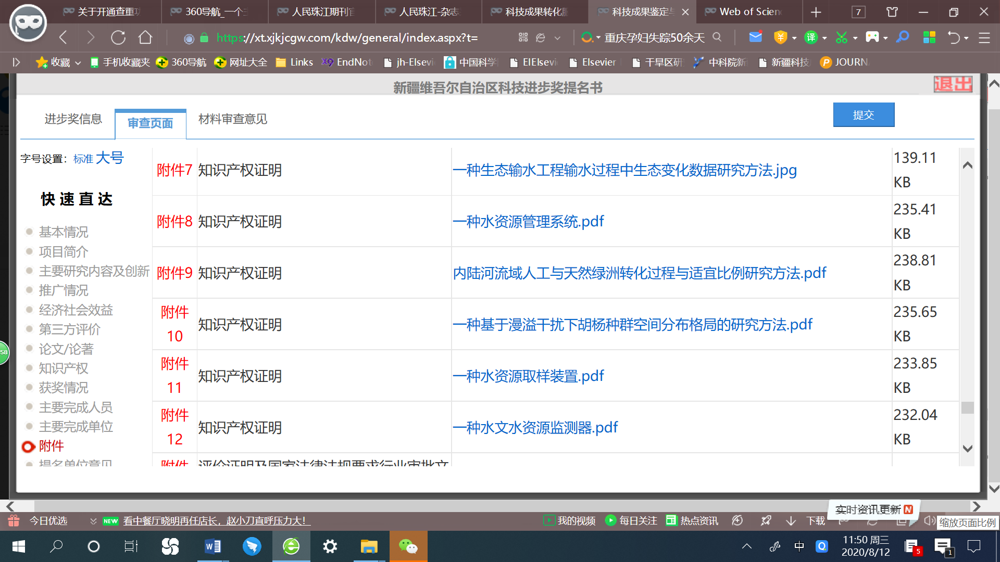 关于开通查重功
360导航_一个主
人民珠江期刊官
人民珠江-杂志
科技成果转化服
科技成果鉴定与
Web of Scienc
7
https://xt.xjkjcgw.com/kdw/general/index.aspx?t=
重庆孕妇失踪50余天
收藏
手机收藏夹
360导航
网址大全
Links
EndNot
jh-Elsevi
中国科学
EIElsevi
Elsevier
干旱区研
中科院新
新疆科技
JOURN
新疆维吾尔自治区科技进步奖提名书
退出
进步奖信息
审查页面
材料审查意见
提交
字号设置：标准 大号
快速直达
基本情况
项目简介
主要研究内容及创新
推广情况
经济社会效益
第三方评价
论文/论著
知识产权
获奖情况
主要完成人员
主要完成单位
附件
提名单位意见
附件7 知识产权证明 一种生态输水工程输水过程中生态变化数据研究方法.jpg 139.11 KB
附件8 知识产权证明 一种水资源管理系统.pdf 235.41 KB
附件9 知识产权证明 内陆河流域人工与天然绿洲转化过程与适宜比例研究方法.pdf 238.81 KB
附件10 知识产权证明 一种基于漫溢干扰下胡杨种群空间分布格局的研究方法.pdf 235.65 KB
附件11 知识产权证明 一种水资源取样装置.pdf 233.85 KB
附件12 知识产权证明 一种水文水资源监测器.pdf 232.04 KB
附件 评价证明及国家法律法规要求行业审批文
58
今日优选
NEW
看中餐厅晓明再任店长，赵小刀直呼压力大！
我的视频
每日关注
热点资讯
下载
实时资讯更新
缩放页面比例
中
11:50 周三
2020/8/12
5
1